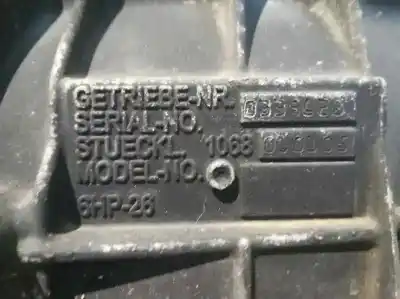 GETRIEBE-NR.
SERIAL-NO.
STUECKL. 1068
MODEL-NO.
6HP-26